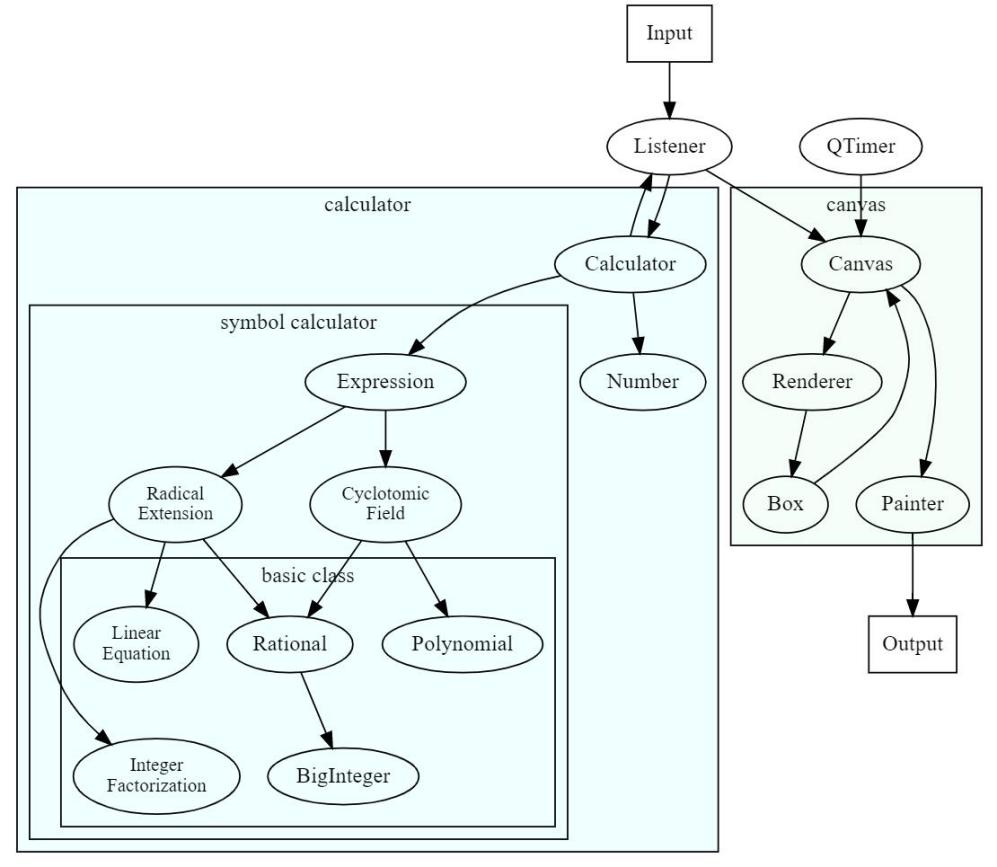 Input
Listener
QTimer
calculator
canvas
Calculator
Canvas
symbol calculator
Expression
Number
Renderer
Radical
Extension
Cyclotomic
Field
Box
Painter
basic class
Linear
Equation
Rational
Polynomial
Output
Integer
Factorization
BigInteger